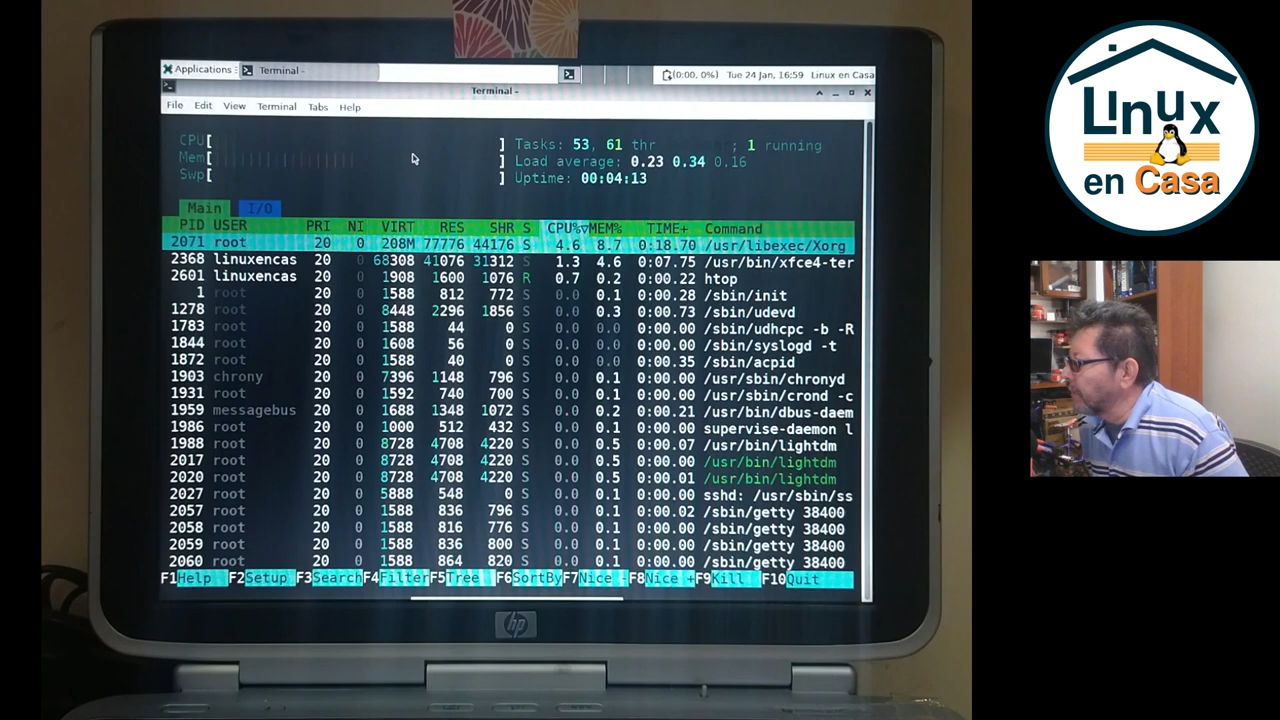 Applications : Terminal - (0:00, 0%) Tue 24 Jan, 16:59 Linux en Casa
Terminal -
File Edit View Terminal Tabs Help
CPU[ ] Tasks: 53, 61 thr ; 1 running
Mem[ ] Load average: 0.23 0.34 0.16
Swp[ ] Uptime: 00:04:13
Main I/O
PID USER PRI NI VIRT RES SHR S CPU%▽MEM% TIME+ Command
2071 root 20 0 208M 77776 44176 S 4.6 8.7 0:18.70 /usr/libexec/Xorg
2368 linuxencas 20 0 68308 41076 31312 S 1.3 4.6 0:07.75 /usr/bin/xfce4-ter
2601 linuxencas 20 0 1908 1600 1076 R 0.7 0.2 0:00.22 htop
1 root 20 0 1588 812 772 S 0.0 0.1 0:00.28 /sbin/init
1278 root 20 0 8448 2296 1856 S 0.0 0.3 0:00.73 /sbin/udevd
1783 root 20 0 1588 44 0 S 0.0 0.0 0:00.00 /sbin/udhcpc -b -R
1844 root 20 0 1608 56 0 S 0.0 0.0 0:00.00 /sbin/syslogd -t
1872 root 20 0 1588 40 0 S 0.0 0.0 0:00.35 /sbin/acpid
1903 chrony 20 0 7396 1148 796 S 0.0 0.1 0:00.00 /usr/sbin/chronyd
1931 root 20 0 1592 740 700 S 0.0 0.1 0:00.00 /usr/sbin/crond -c
1959 messagebus 20 0 1688 1348 1072 S 0.0 0.2 0:00.21 /usr/bin/dbus-daem
1986 root 20 0 1000 512 432 S 0.0 0.1 0:00.00 supervise-daemon l
1988 root 20 0 8728 4708 4220 S 0.0 0.5 0:00.07 /usr/bin/lightdm
2017 root 20 0 8728 4708 4220 S 0.0 0.5 0:00.00 /usr/bin/lightdm
2020 root 20 0 8728 4708 4220 S 0.0 0.5 0:00.01 /usr/bin/lightdm
2027 root 20 0 5888 548 0 S 0.0 0.1 0:00.00 sshd: /usr/sbin/ss
2057 root 20 0 1588 836 796 S 0.0 0.1 0:00.02 /sbin/getty 38400
2058 root 20 0 1588 816 776 S 0.0 0.1 0:00.00 /sbin/getty 38400
2059 root 20 0 1588 836 800 S 0.0 0.1 0:00.00 /sbin/getty 38400
2060 root 20 0 1588 864 820 S 0.0 0.1 0:00.00 /sbin/getty 38400
F1Help F2Setup F3SearchF4FilterF5Tree F6SortByF7Nice -F8Nice +F9Kill F10Quit
hp
LInux
en Casa